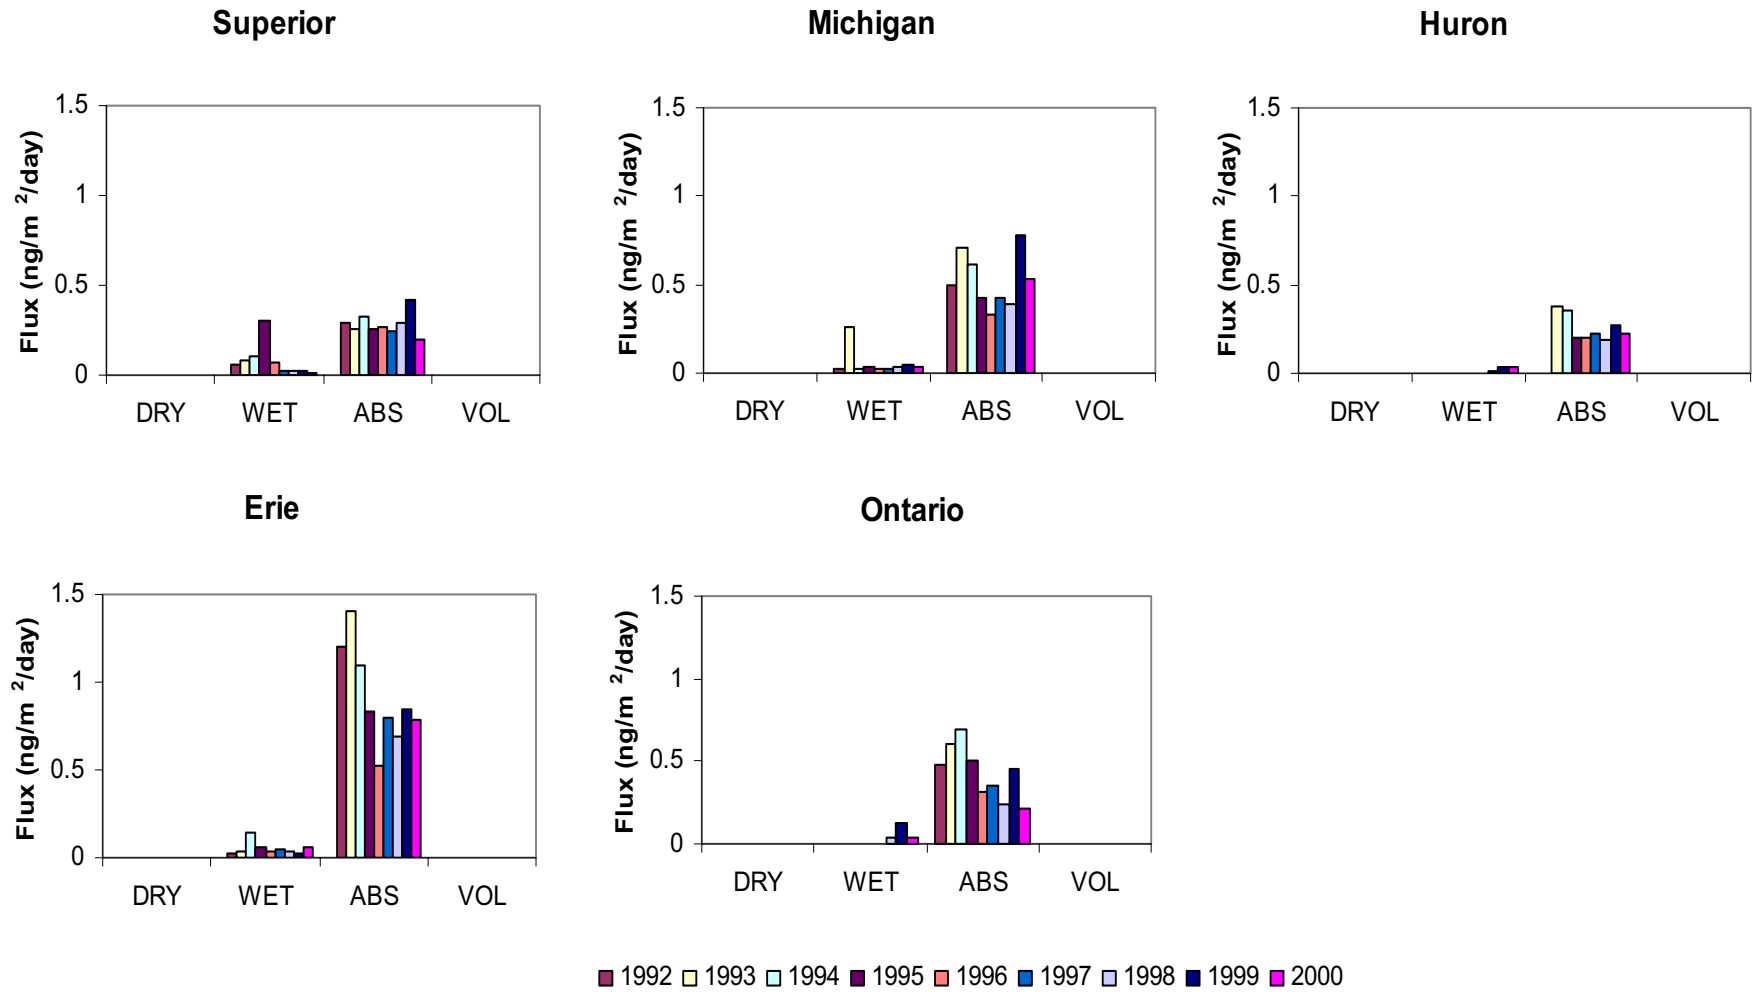 Superior
Michigan
Huron
1.5
1
0.5
0
Flux (ng/m ²/day)
DRY WET ABS VOL
1.5
1
0.5
0
Flux (ng/m ²/day)
DRY WET ABS VOL
1.5
1
0.5
0
Flux (ng/m ²/day)
DRY WET ABS VOL
Erie
Ontario
1.5
1
0.5
0
Flux (ng/m ²/day)
DRY WET ABS VOL
1.5
1
0.5
0
Flux (ng/m ²/day)
DRY WET ABS VOL
1992 1993 1994 1995 1996 1997 1998 1999 2000